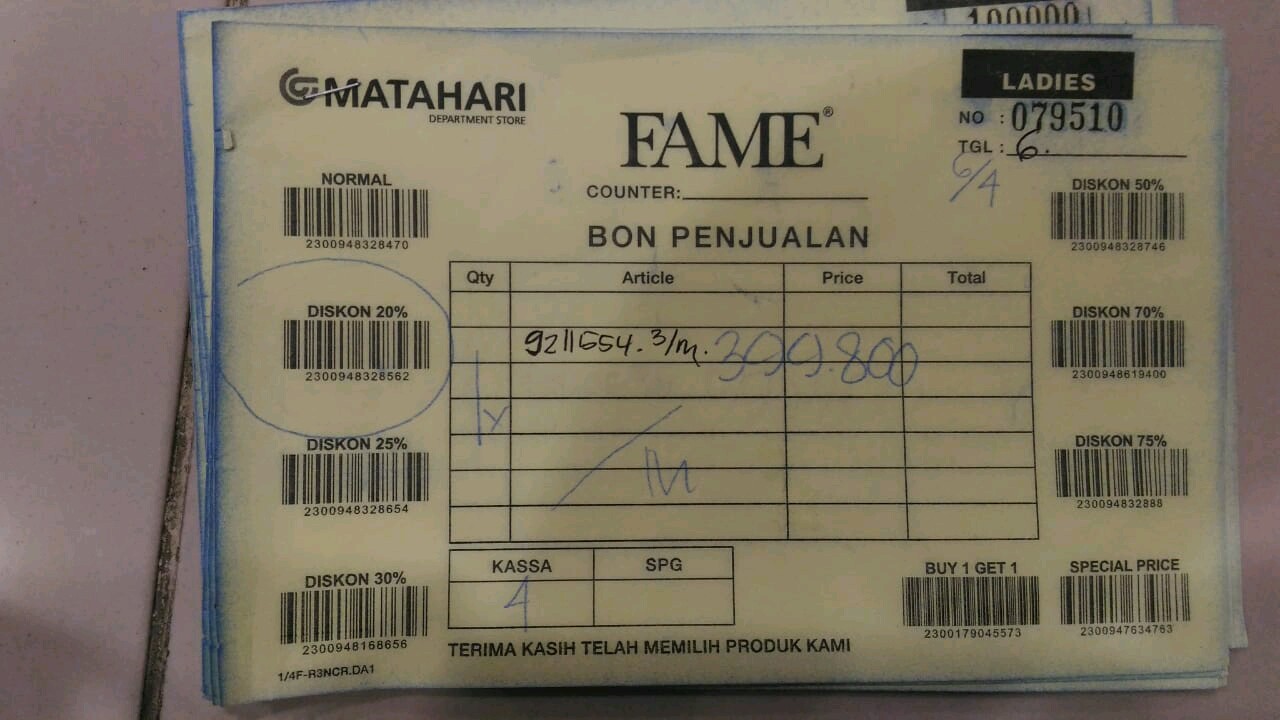 100000
MATAHARI
DEPARTMENT STORE
FAME®
COUNTER:
BON PENJUALAN
LADIES
NO : 079510
TGL : 6.
6/4
NORMAL
2300948328470
DISKON 20%
2300948328562
DISKON 25%
2300948328654
DISKON 30%
2300948168656
1/4F-R3NCR.DA1
Qty Article Price Total
9211554. 3/m. 399.800
KASSA SPG
4
TERIMA KASIH TELAH MEMILIH PRODUK KAMI
DISKON 50%
2300948328746
DISKON 70%
2300948619400
DISKON 75%
230094832888
BUY 1 GET 1
2300179045573
SPECIAL PRICE
2300947634763